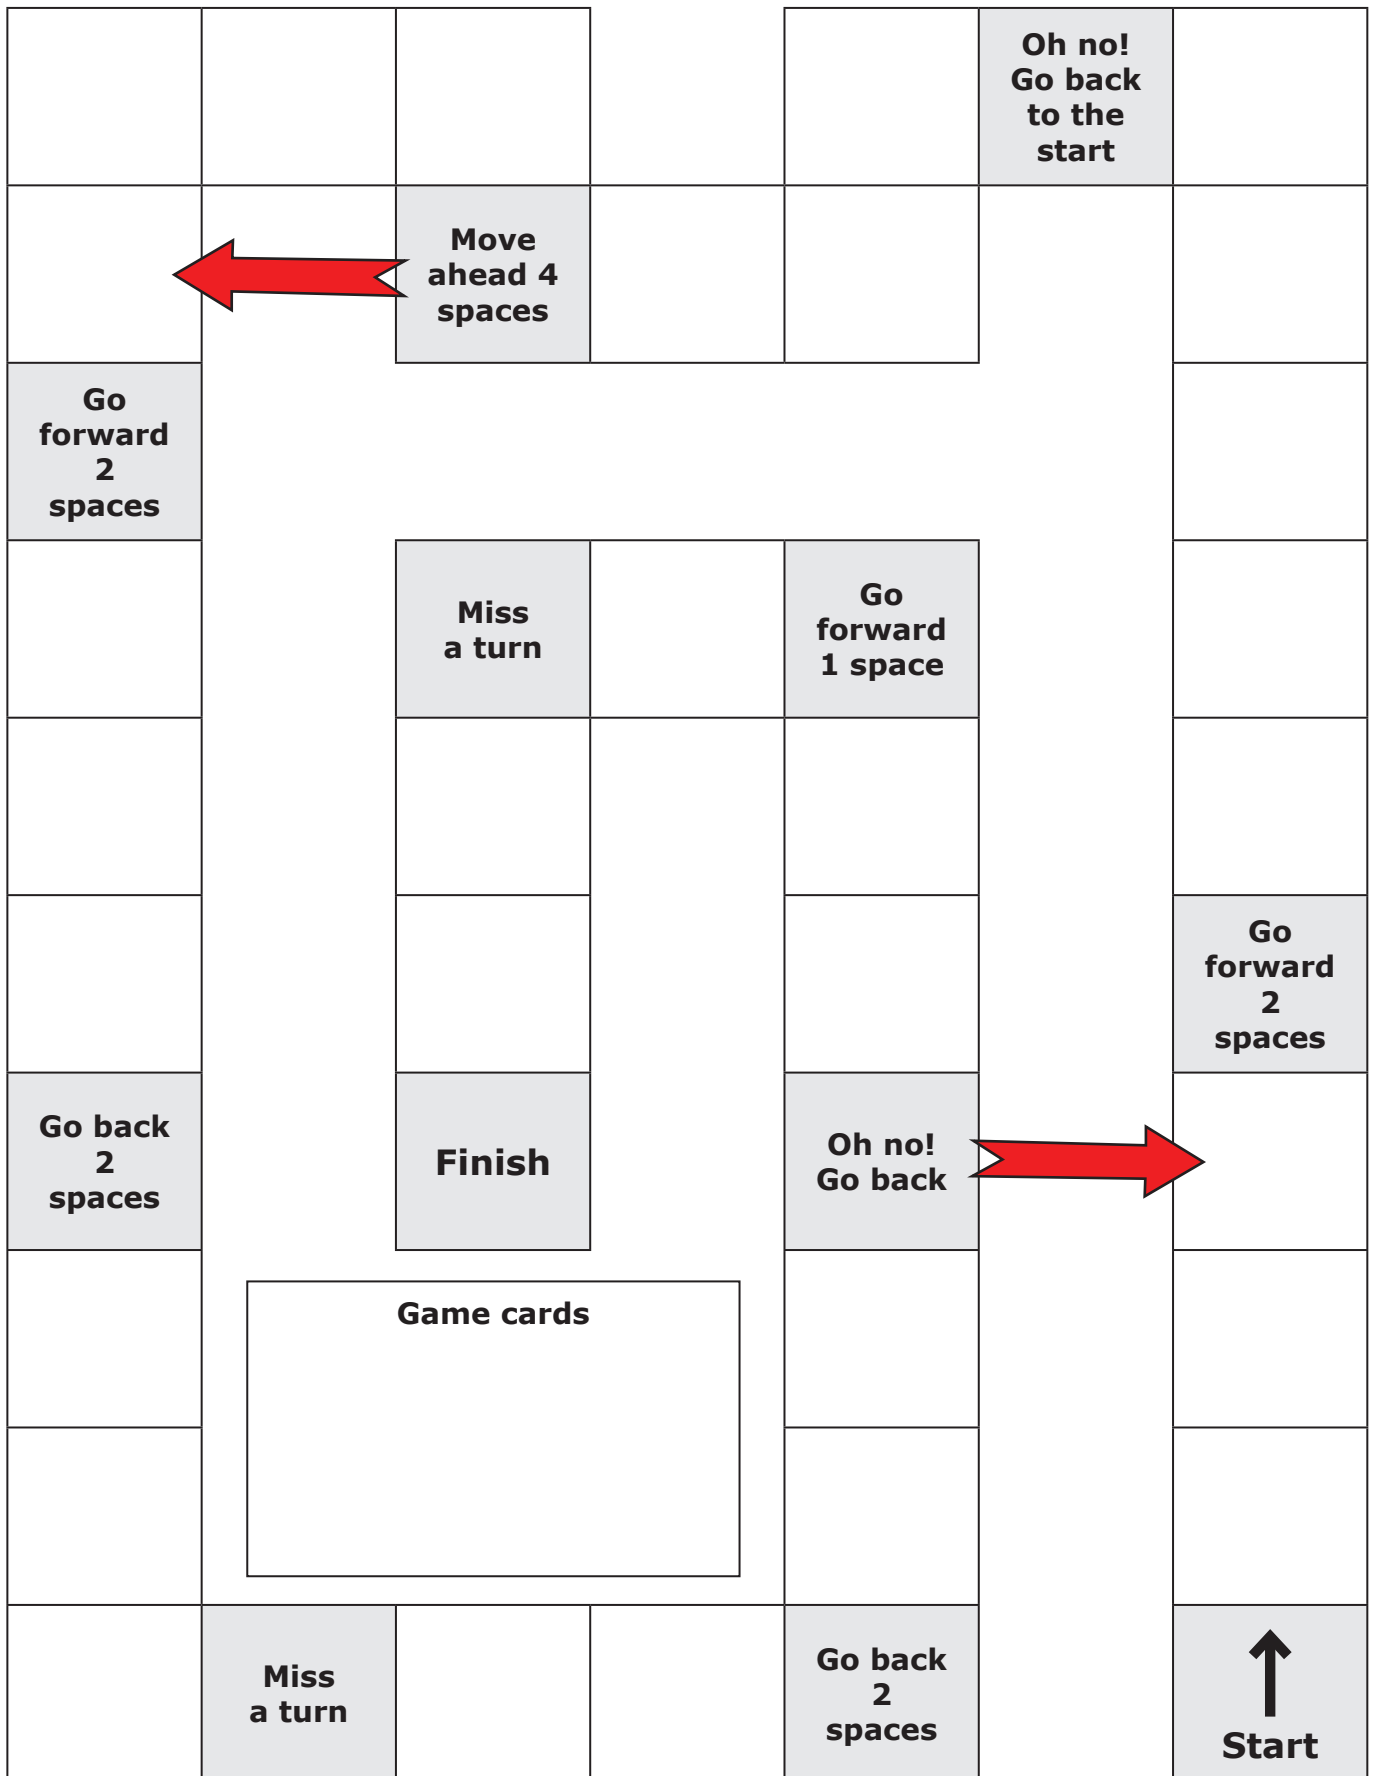 Oh no!
Go back
to the
start
Move
ahead 4
spaces
Go
forward
2
spaces
Miss
a turn
Go
forward
1 space
Go
forward
2
spaces
Go back
2
spaces
Finish
Oh no!
Go back
Game cards
Miss
a turn
Go back
2
spaces
Start